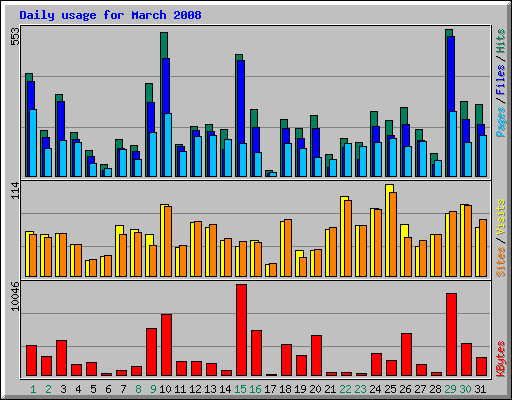 Daily usage for March 2008
553
Pages / Files / Hits
114
Sites / Visits
10046
KBytes
1 2 3 4 5 6 7 8 9 10 11 12 13 14 15 16 17 18 19 20 21 22 23 24 25 26 27 28 29 30 31